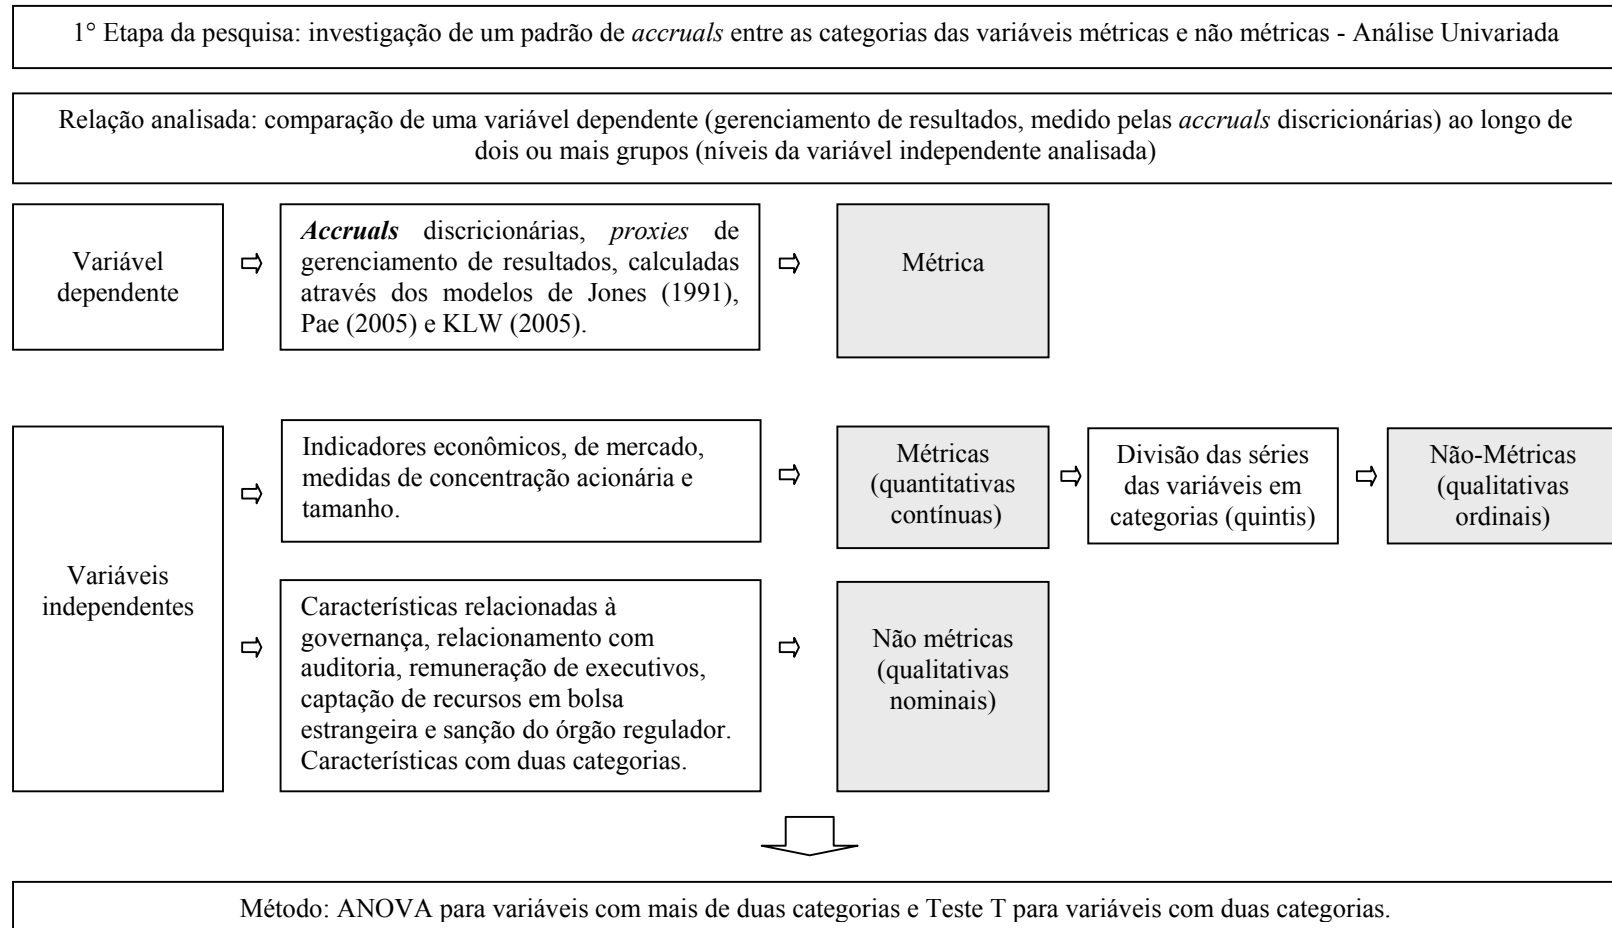 1° Etapa da pesquisa: investigação de um padrão de accruals entre as categorias das variáveis métricas e não métricas - Análise Univariada
Relação analisada: comparação de uma variável dependente (gerenciamento de resultados, medido pelas accruals discricionárias) ao longo de
dois ou mais grupos (níveis da variável independente analisada)
Variável
dependente
Accruals discricionárias, proxies de
gerenciamento de resultados, calculadas
através dos modelos de Jones (1991),
Pae (2005) e KLW (2005).
Métrica
Variáveis
independentes
Indicadores econômicos, de mercado,
medidas de concentração acionária e
tamanho.
Métricas
(quantitativas
contínuas)
Divisão das séries
das variáveis em
categorias (quintis)
Não-Métricas
(qualitativas
ordinais)
Características relacionadas à
governança, relacionamento com
auditoria, remuneração de executivos,
captação de recursos em bolsa
estrangeira e sanção do órgão regulador.
Características com duas categorias.
Não métricas
(qualitativas
nominais)
Método: ANOVA para variáveis com mais de duas categorias e Teste T para variáveis com duas categorias.